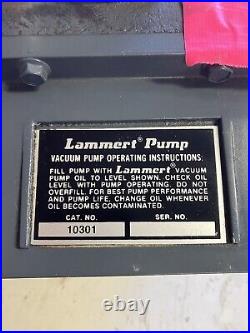 Lammert® Pump
VACUUM PUMP OPERATING INSTRUCTIONS:
FILL PUMP WITH Lammert® VACUUM
PUMP OIL TO LEVEL SHOWN. CHECK OIL
LEVEL WITH PUMP OPERATING. DO NOT
OVERFILL. FOR BEST PUMP PERFORMANCE
AND PUMP LIFE, CHANGE OIL WHENEVER
OIL BECOMES CONTAMINATED.
CAT. NO. SER. NO.
10301